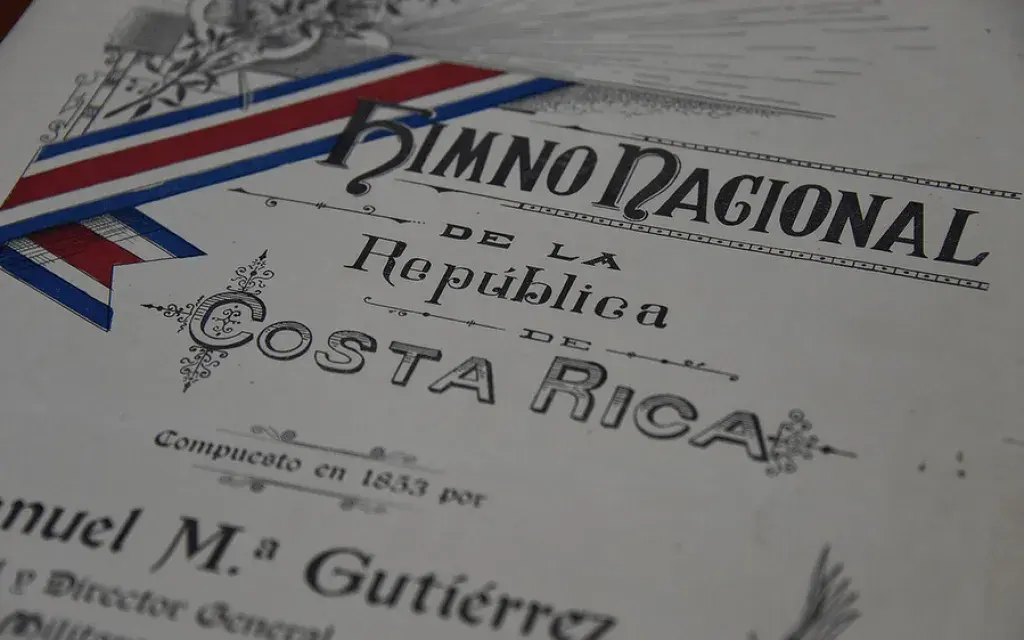 Himno Nacional
DE LA
República
DE
Costa Rica
Compuesto en 1853 por
nuel M.ª Gutiérrez
y Director General